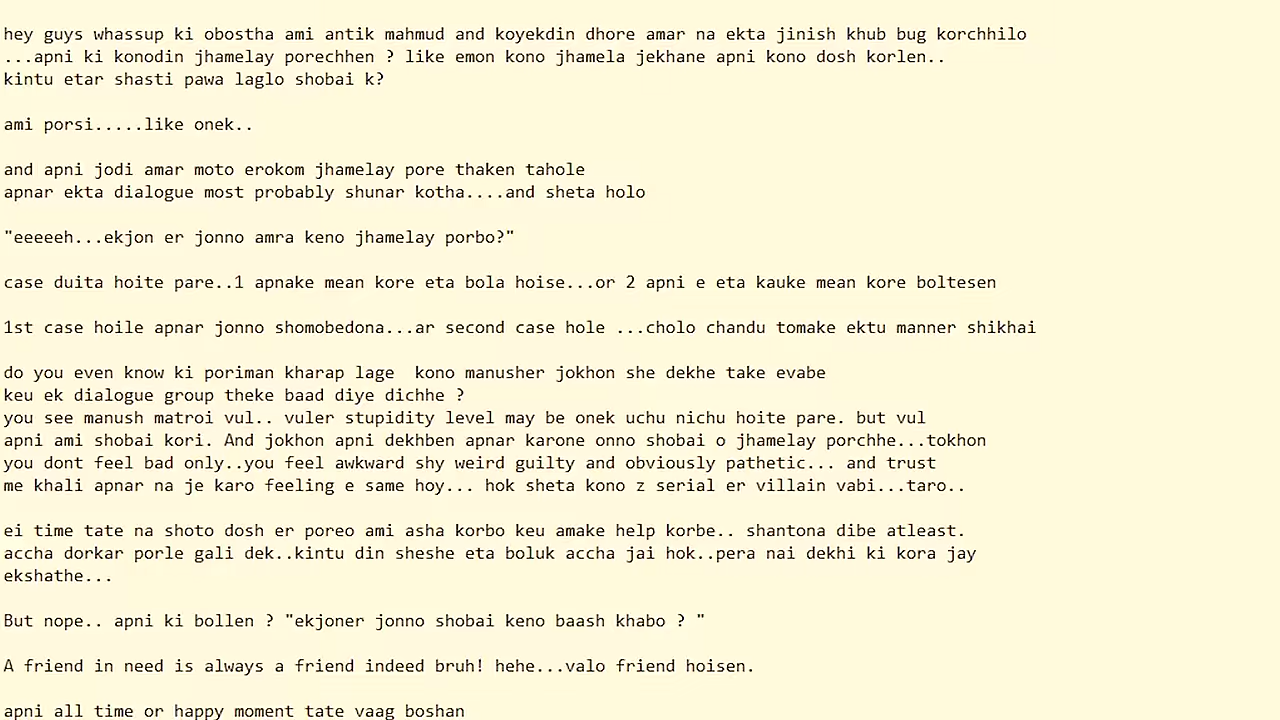 hey guys whassup ki obostha ami antik mahmud and koyekdin dhore amar na ekta jinish khub bug korchhilo
...apni ki konodin jhamelay porechhen ? like emon kono jhamela jekhane apni kono dosh korlen..
kintu etar shasti pawa laglo shobai k?
ami porsi.....like onek..
and apni jodi amar moto erokom jhamelay pore thaken tahole
apnar ekta dialogue most probably shunar kotha....and sheta holo
"eeeeeh...ekjon er jonno amra keno jhamelay porbo?"
case duita hoite pare..1 apnake mean kore eta bola hoise...or 2 apni e eta kauke mean kore boltesen
1st case hoile apnar jonno shomobedona...ar second case hole ...cholo chandu tomake ektu manner shikhai
do you even know ki poriman kharap lage  kono manusher jokhon she dekhe take evabe
keu ek dialogue group theke baad diye dichhe ?
you see manush matroi vul.. vuler stupidity level may be onek uchu nichu hoite pare. but vul
apni ami shobai kori. And jokhon apni dekhben apnar karone onno shobai o jhamelay porchhe...tokhon
you dont feel bad only..you feel awkward shy weird guilty and obviously pathetic... and trust
me khali apnar na je karo feeling e same hoy... hok sheta kono z serial er villain vabi...taro..
ei time tate na shoto dosh er poreo ami asha korbo keu amake help korbe.. shantona dibe atleast.
accha dorkar porle gali dek..kintu din sheshe eta boluk accha jai hok..pera nai dekhi ki kora jay
ekshathe...
But nope.. apni ki bollen ? "ekjoner jonno shobai keno baash khabo ? "
A friend in need is always a friend indeed bruh! hehe...valo friend hoisen.
apni all time or happy moment tate vaag boshan